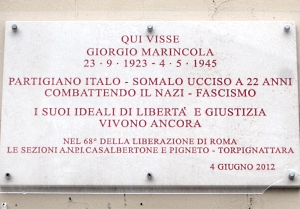 QUI VISSE
GIORGIO MARINCOLA
23 - 9 - 1923 - 4 - 5 - 1945
PARTIGIANO ITALO - SOMALO UCCISO A 22 ANNI
COMBATTENDO IL NAZI - FASCISMO
I SUOI IDEALI DI LIBERTA' E GIUSTIZIA
VIVONO ANCORA
NEL 68° DELLA LIBERAZIONE DI ROMA
LE SEZIONI A.N.P.I. CASALBERTONE E PIGNETO - TORPIGNATTARA
4 GIUGNO 2012